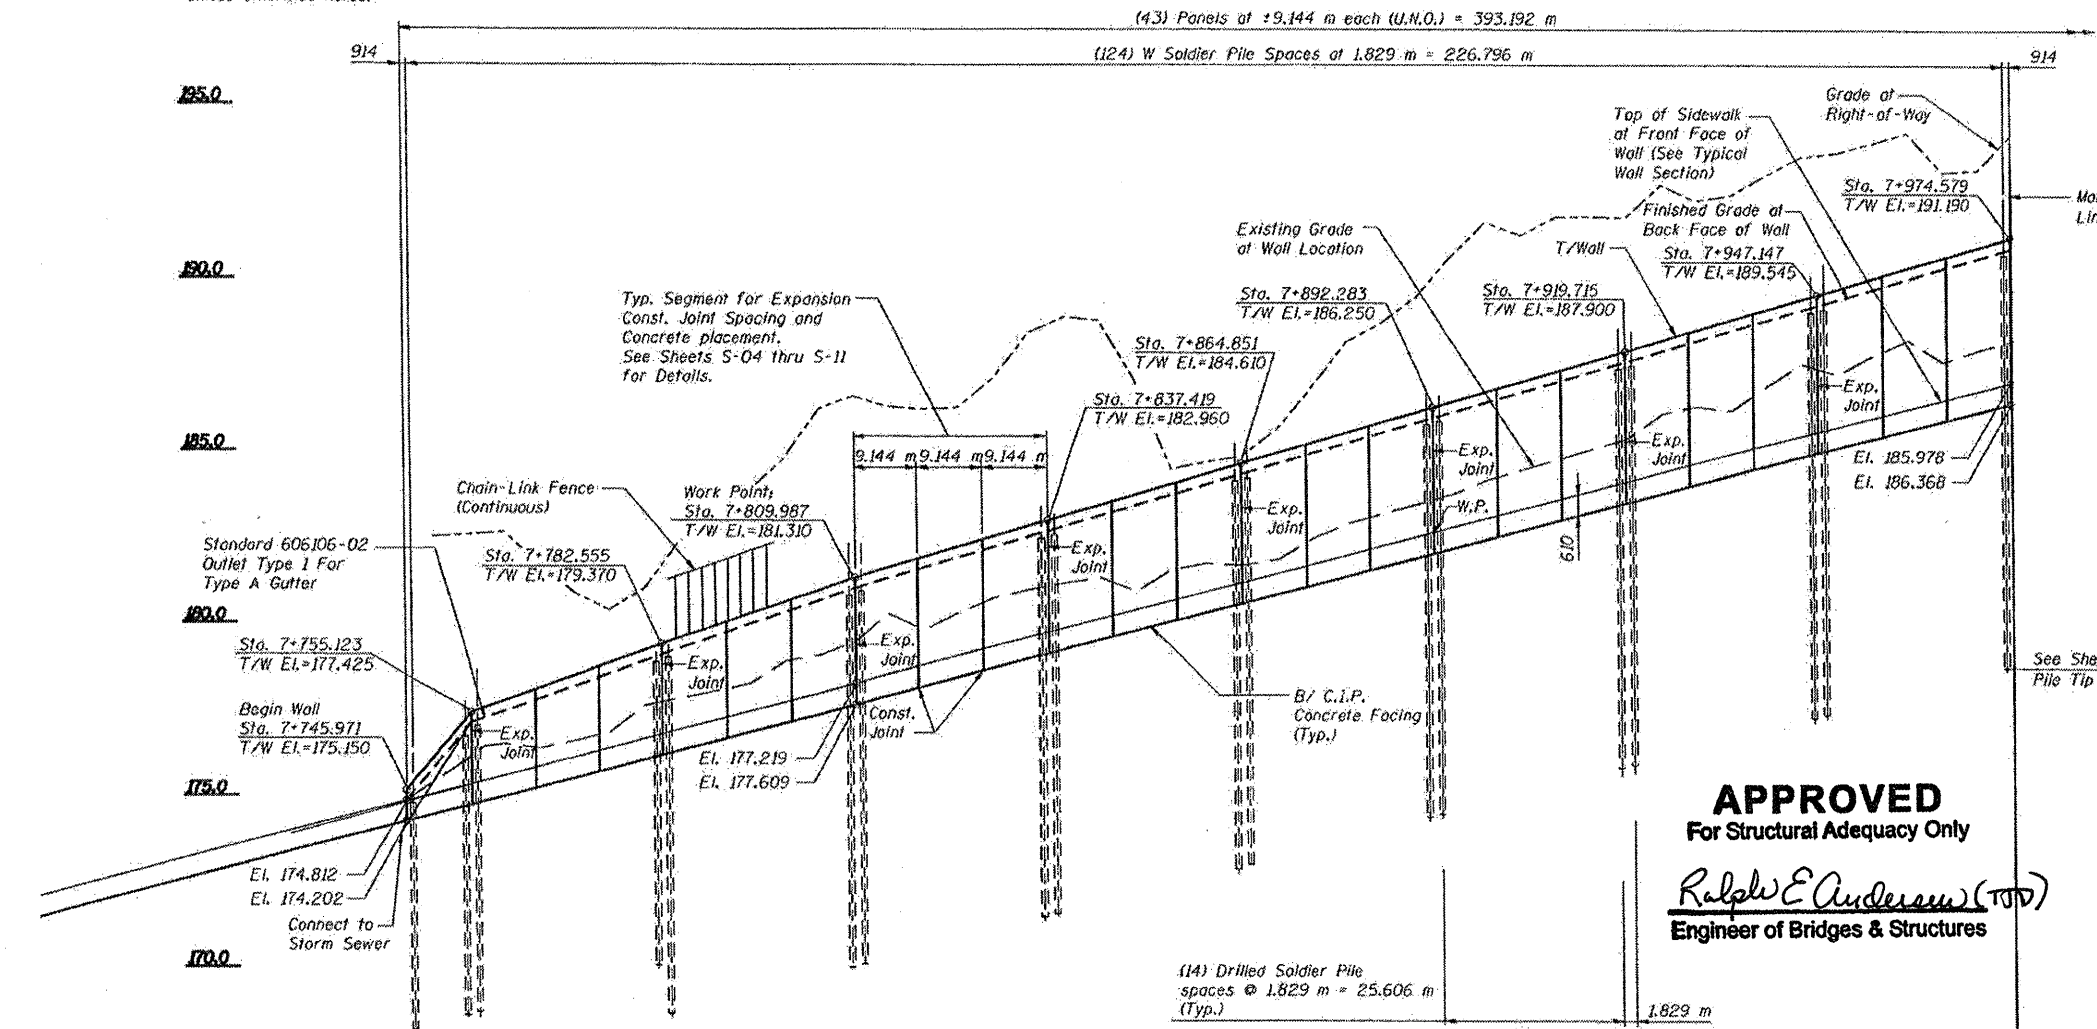 (43) Panels at ±9.144 m each (U.N.O.) = 393.192 m
914
(124) W Soldier Pile Spaces at 1.829 m = 226.796 m
914
195.0
Grade at
Right-of-Way
Top of Sidewalk
at Front Face of
Wall (See Typical
Wall Section)
Sta. 7+974.579
T/W El.=191.190
Finished Grade at
Back Face of Wall
Existing Grade
at Wall Location
T/Wall
Sta. 7+947.147
T/W El.=189.545
190.0
Typ. Segment for Expansion
Const. Joint Spacing and
Concrete placement.
See Sheets S-04 thru S-11
for Details.
Sta. 7+892.283
T/W El.=186.250
Sta. 7+919.715
T/W El.=187.900
Sta. 7+864.851
T/W El.=184.610
Sta. 7+837.419
T/W El.=182.960
185.0
9.144 m 9.144 m 9.144 m
Exp.
Joint
Exp.
Joint
Exp.
Joint
El. 185.978
El. 186.368
Chain-Link Fence
(Continuous)
Work Point;
Sta. 7+809.987
T/W El.=181.310
Exp.
Joint
W.P.
610
Standard 606106-02
Outlet Type 1 For
Type A Gutter
Sta. 7+782.555
T/W El.=179.370
Exp.
Joint
180.0
Sta. 7+755.123
T/W El.=177.425
Exp.
Joint
Exp.
Joint
See She
Pile Tip
Begin Wall
Sta. 7+745.971
T/W El.=175.150
Exp.
Joint
Const.
Joint
B/ C.I.P.
Concrete Facing
(Typ.)
El. 177.219
El. 177.609
175.0
APPROVED
For Structural Adequacy Only
El. 174.812
El. 174.202
Connect to
Storm Sewer
Ralph E Anderson (TJD)
Engineer of Bridges & Structures
170.0
(14) Drilled Soldier Pile
spaces @ 1.829 m = 25.606 m
(Typ.)
1.829 m